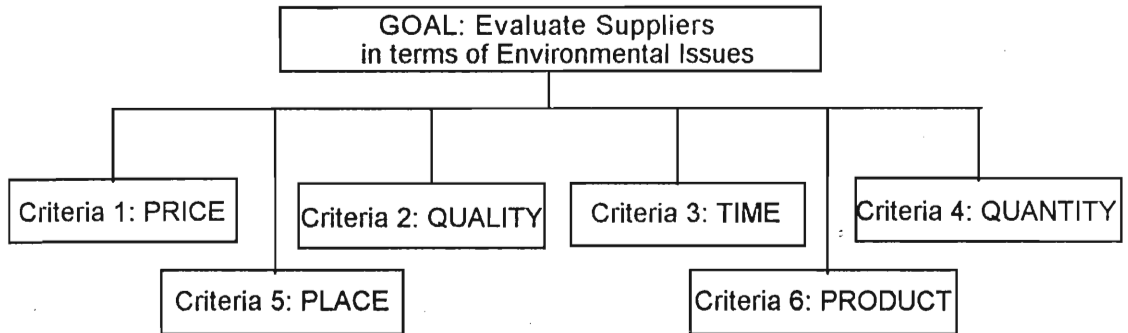 GOAL: Evaluate Suppliers
in terms of Environmental Issues
Criteria 1: PRICE
Criteria 2: QUALITY
Criteria 3: TIME
Criteria 4: QUANTITY
Criteria 5: PLACE
Criteria 6: PRODUCT